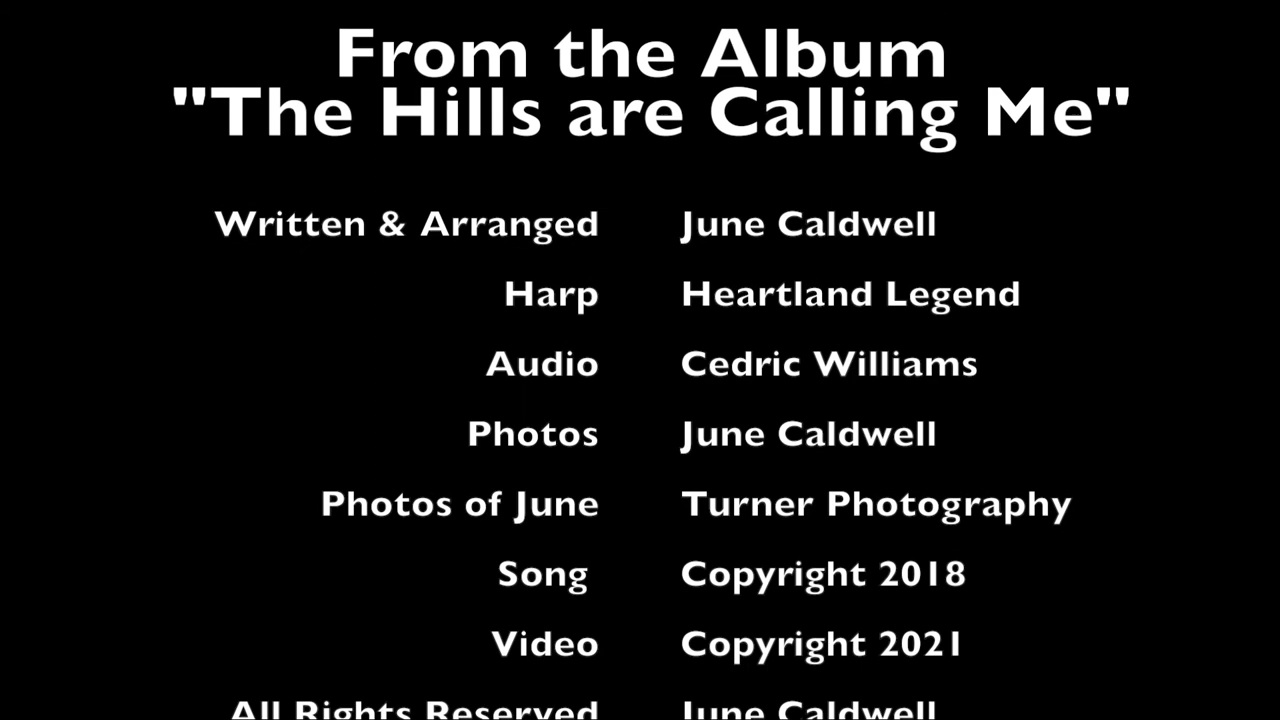 From the Album
"The Hills are Calling Me"
Written & Arranged June Caldwell
Harp Heartland Legend
Audio Cedric Williams
Photos June Caldwell
Photos of June Turner Photography
Song Copyright 2018
Video Copyright 2021
All Rights Reserved June Caldwell